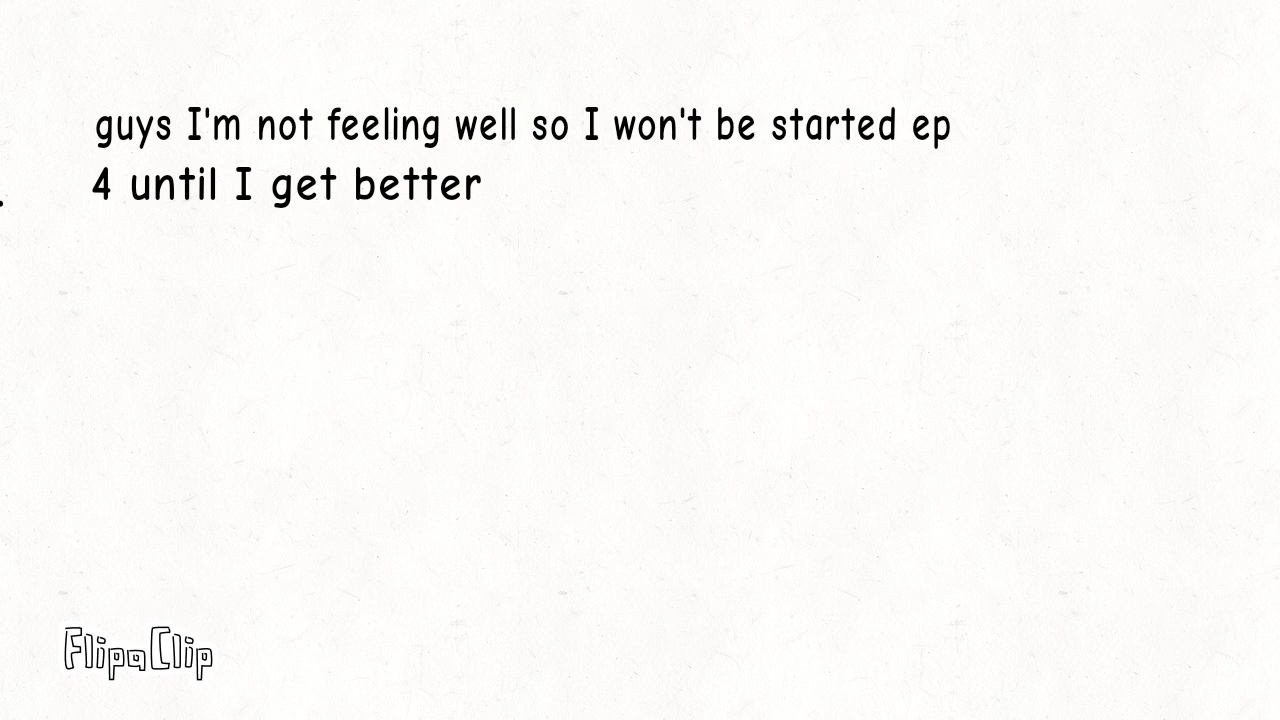 guys I'm not feeling well so I won't be started ep
4 until I get better
FlipaClip